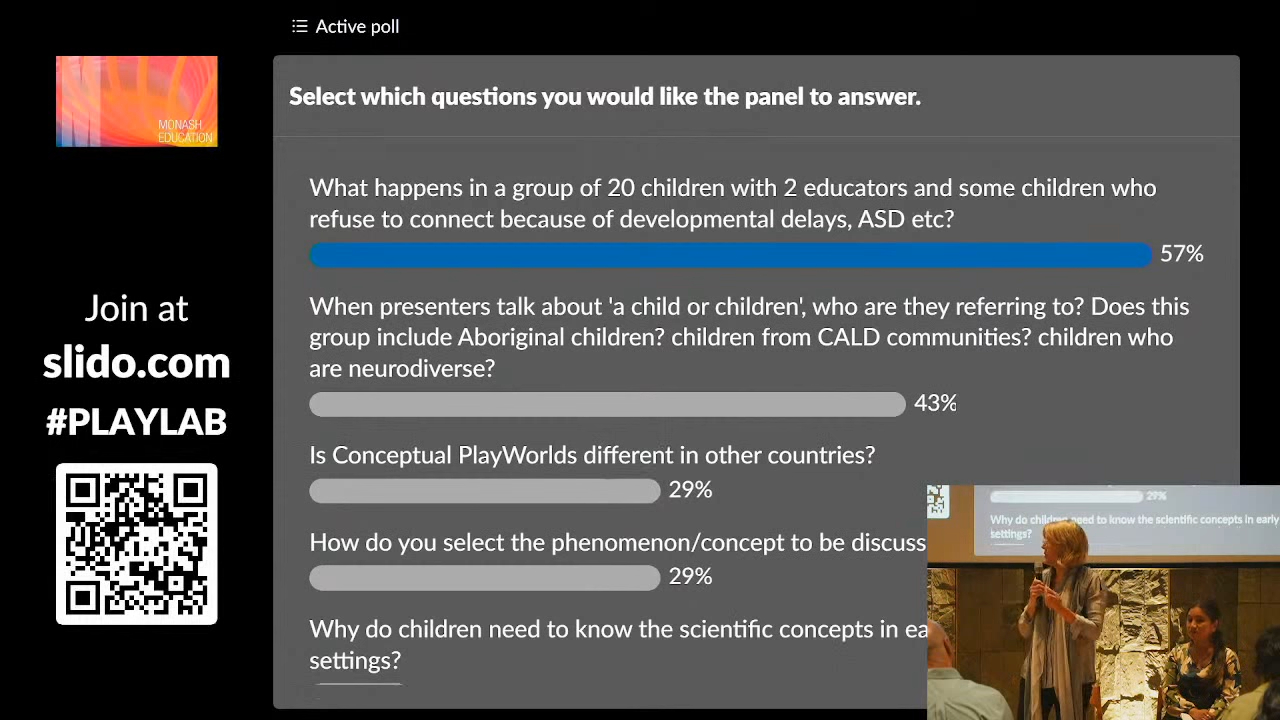 Active poll
MONASH
EDUCATION
Select which questions you would like the panel to answer.
What happens in a group of 20 children with 2 educators and some children who
refuse to connect because of developmental delays, ASD etc?
57%
When presenters talk about 'a child or children', who are they referring to? Does this
group include Aboriginal children? children from CALD communities? children who
are neurodiverse?
43%
Is Conceptual PlayWorlds different in other countries?
29%
How do you select the phenomenon/concept to be discuss
29%
Why do children need to know the scientific concepts in ea
settings?
Join at
slido.com
#PLAYLAB
29%
Why do children need to know the scientific concepts in early
settings?